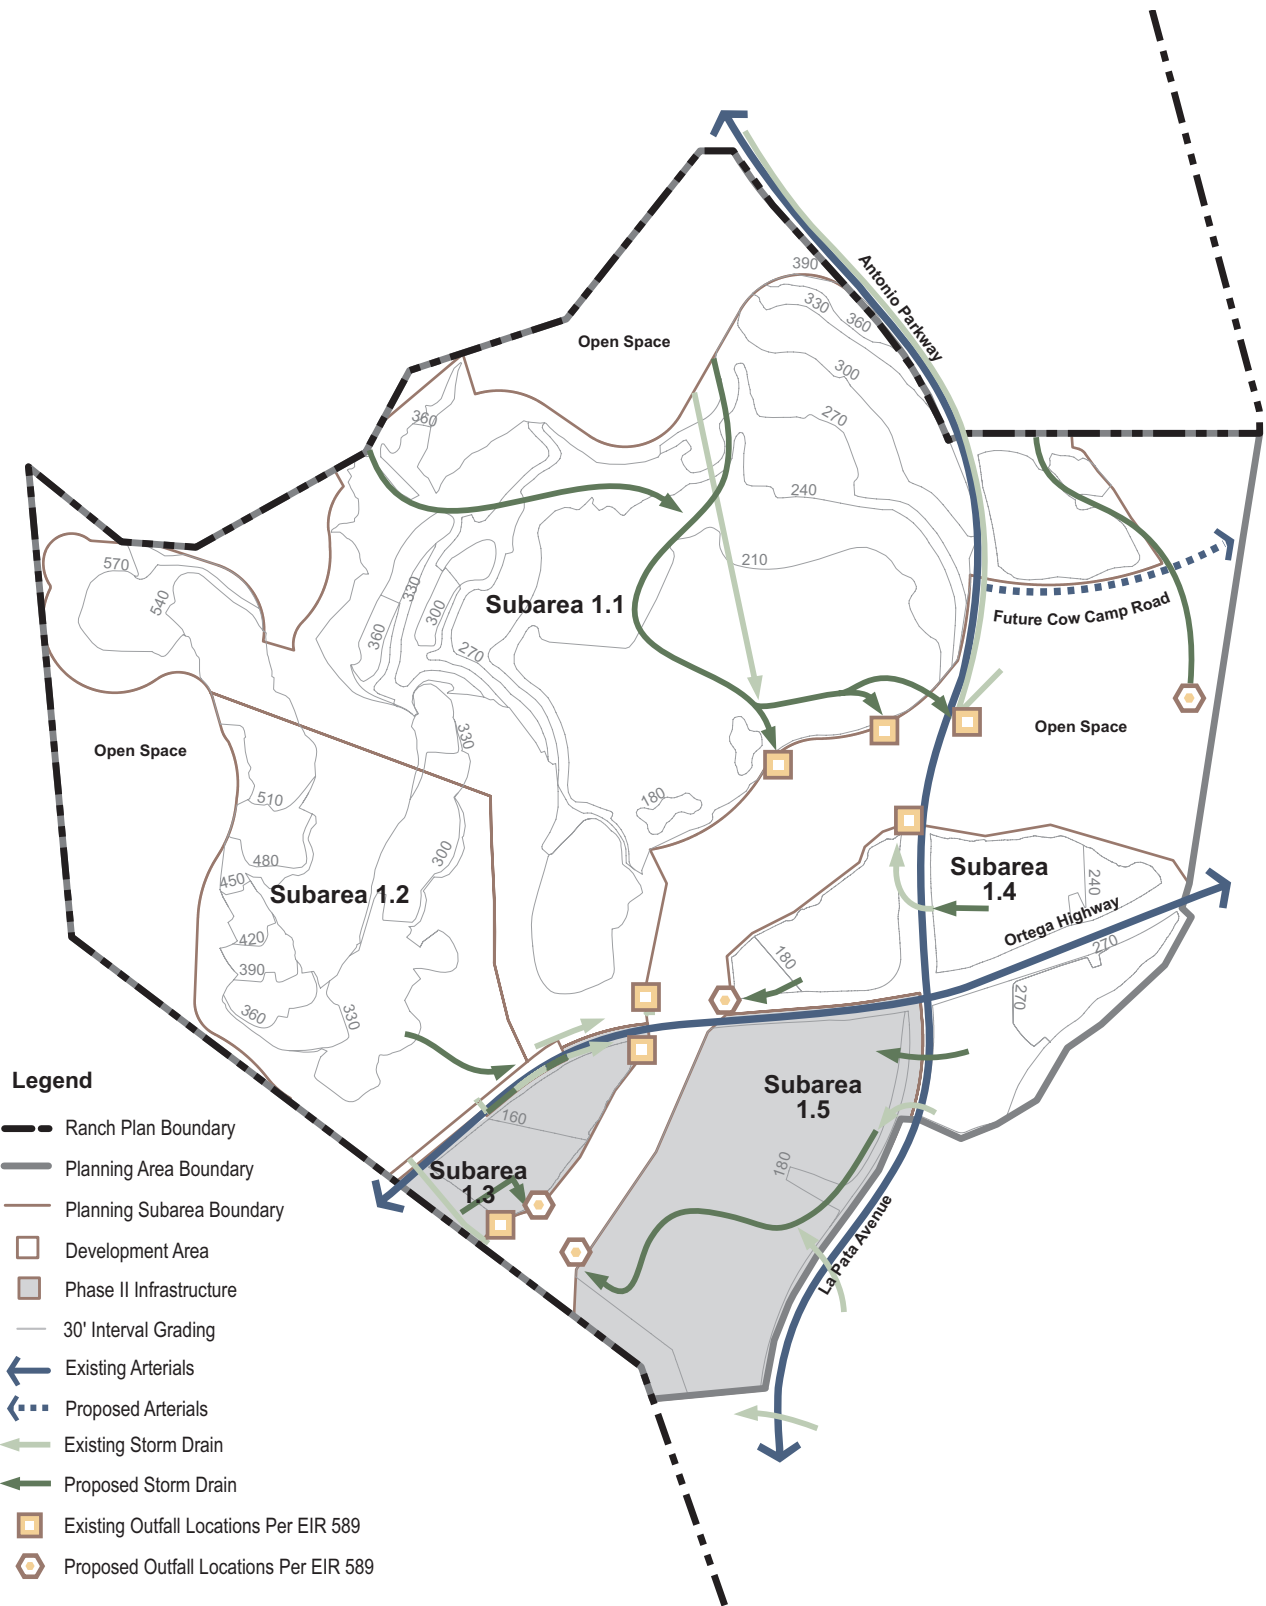 390
Antonio Parkway
330
360
Open Space
300
360
270
240
210
570
540
330
300
Subarea 1.1
360
270
Future Cow Camp Road
330
Open Space
Open Space
510
180
480
300
450
Subarea 1.2
Subarea
1.4
240
Ortega Highway
420
390
270
180
360
330
270
Legend
Subarea
1.5
160
Ranch Plan Boundary
Planning Area Boundary
180
Subarea
1.3
Planning Subarea Boundary
La Pata Avenue
Development Area
Phase II Infrastructure
30' Interval Grading
Existing Arterials
Proposed Arterials
Existing Storm Drain
Proposed Storm Drain
Existing Outfall Locations Per EIR 589
Proposed Outfall Locations Per EIR 589